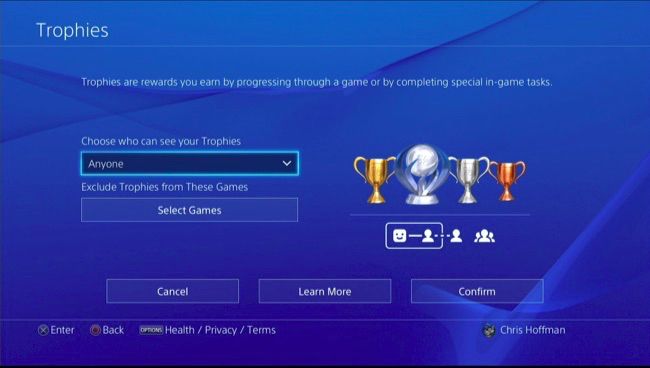 Trophies
Trophies are rewards you earn by progressing through a game or by completing special in-game tasks.
Choose who can see your Trophies
Anyone
Exclude Trophies from These Games
Select Games
Cancel
Learn More
Confirm
Enter Back OPTIONS Health / Privacy / Terms
Chris Hoffman